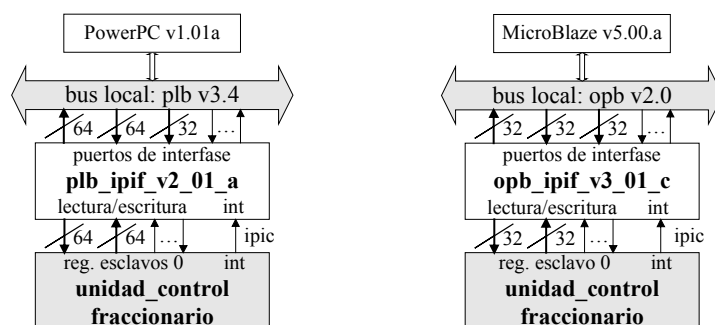 PowerPC v1.01a
bus local: plb v3.4
64 64 32 ...
puertos de interfase
plb_ipif_v2_01_a
lectura/escritura int
64 64 ...
reg. esclavos 0 int
unidad_control
fraccionario
MicroBlaze v5.00.a
bus local: opb v2.0
32 32 32 ...
puertos de interfase
opb_ipif_v3_01_c
lectura/escritura int
32 32 ... ipic
reg. esclavo 0 int
unidad_control
fraccionario